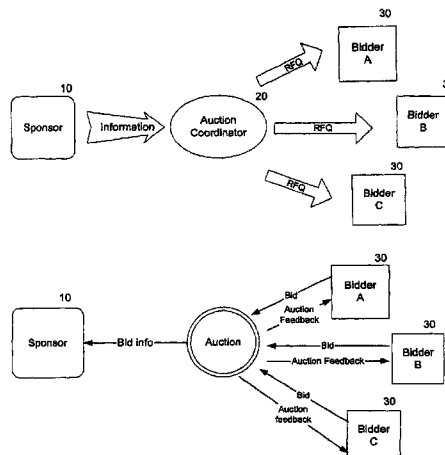 30
Bidder
A
RFQ
10
20
Sponsor
Information
Auction
Coordinator
RFQ
Bidder
B
30
RFQ
Bidder
C
30
Bidder
A
10
Bid
Auction
Feedback
30
Sponsor
Bid info
Auction
Bid
Auction Feedback
Bidder
B
30
Bid
Auction
feedback
Bidder
C